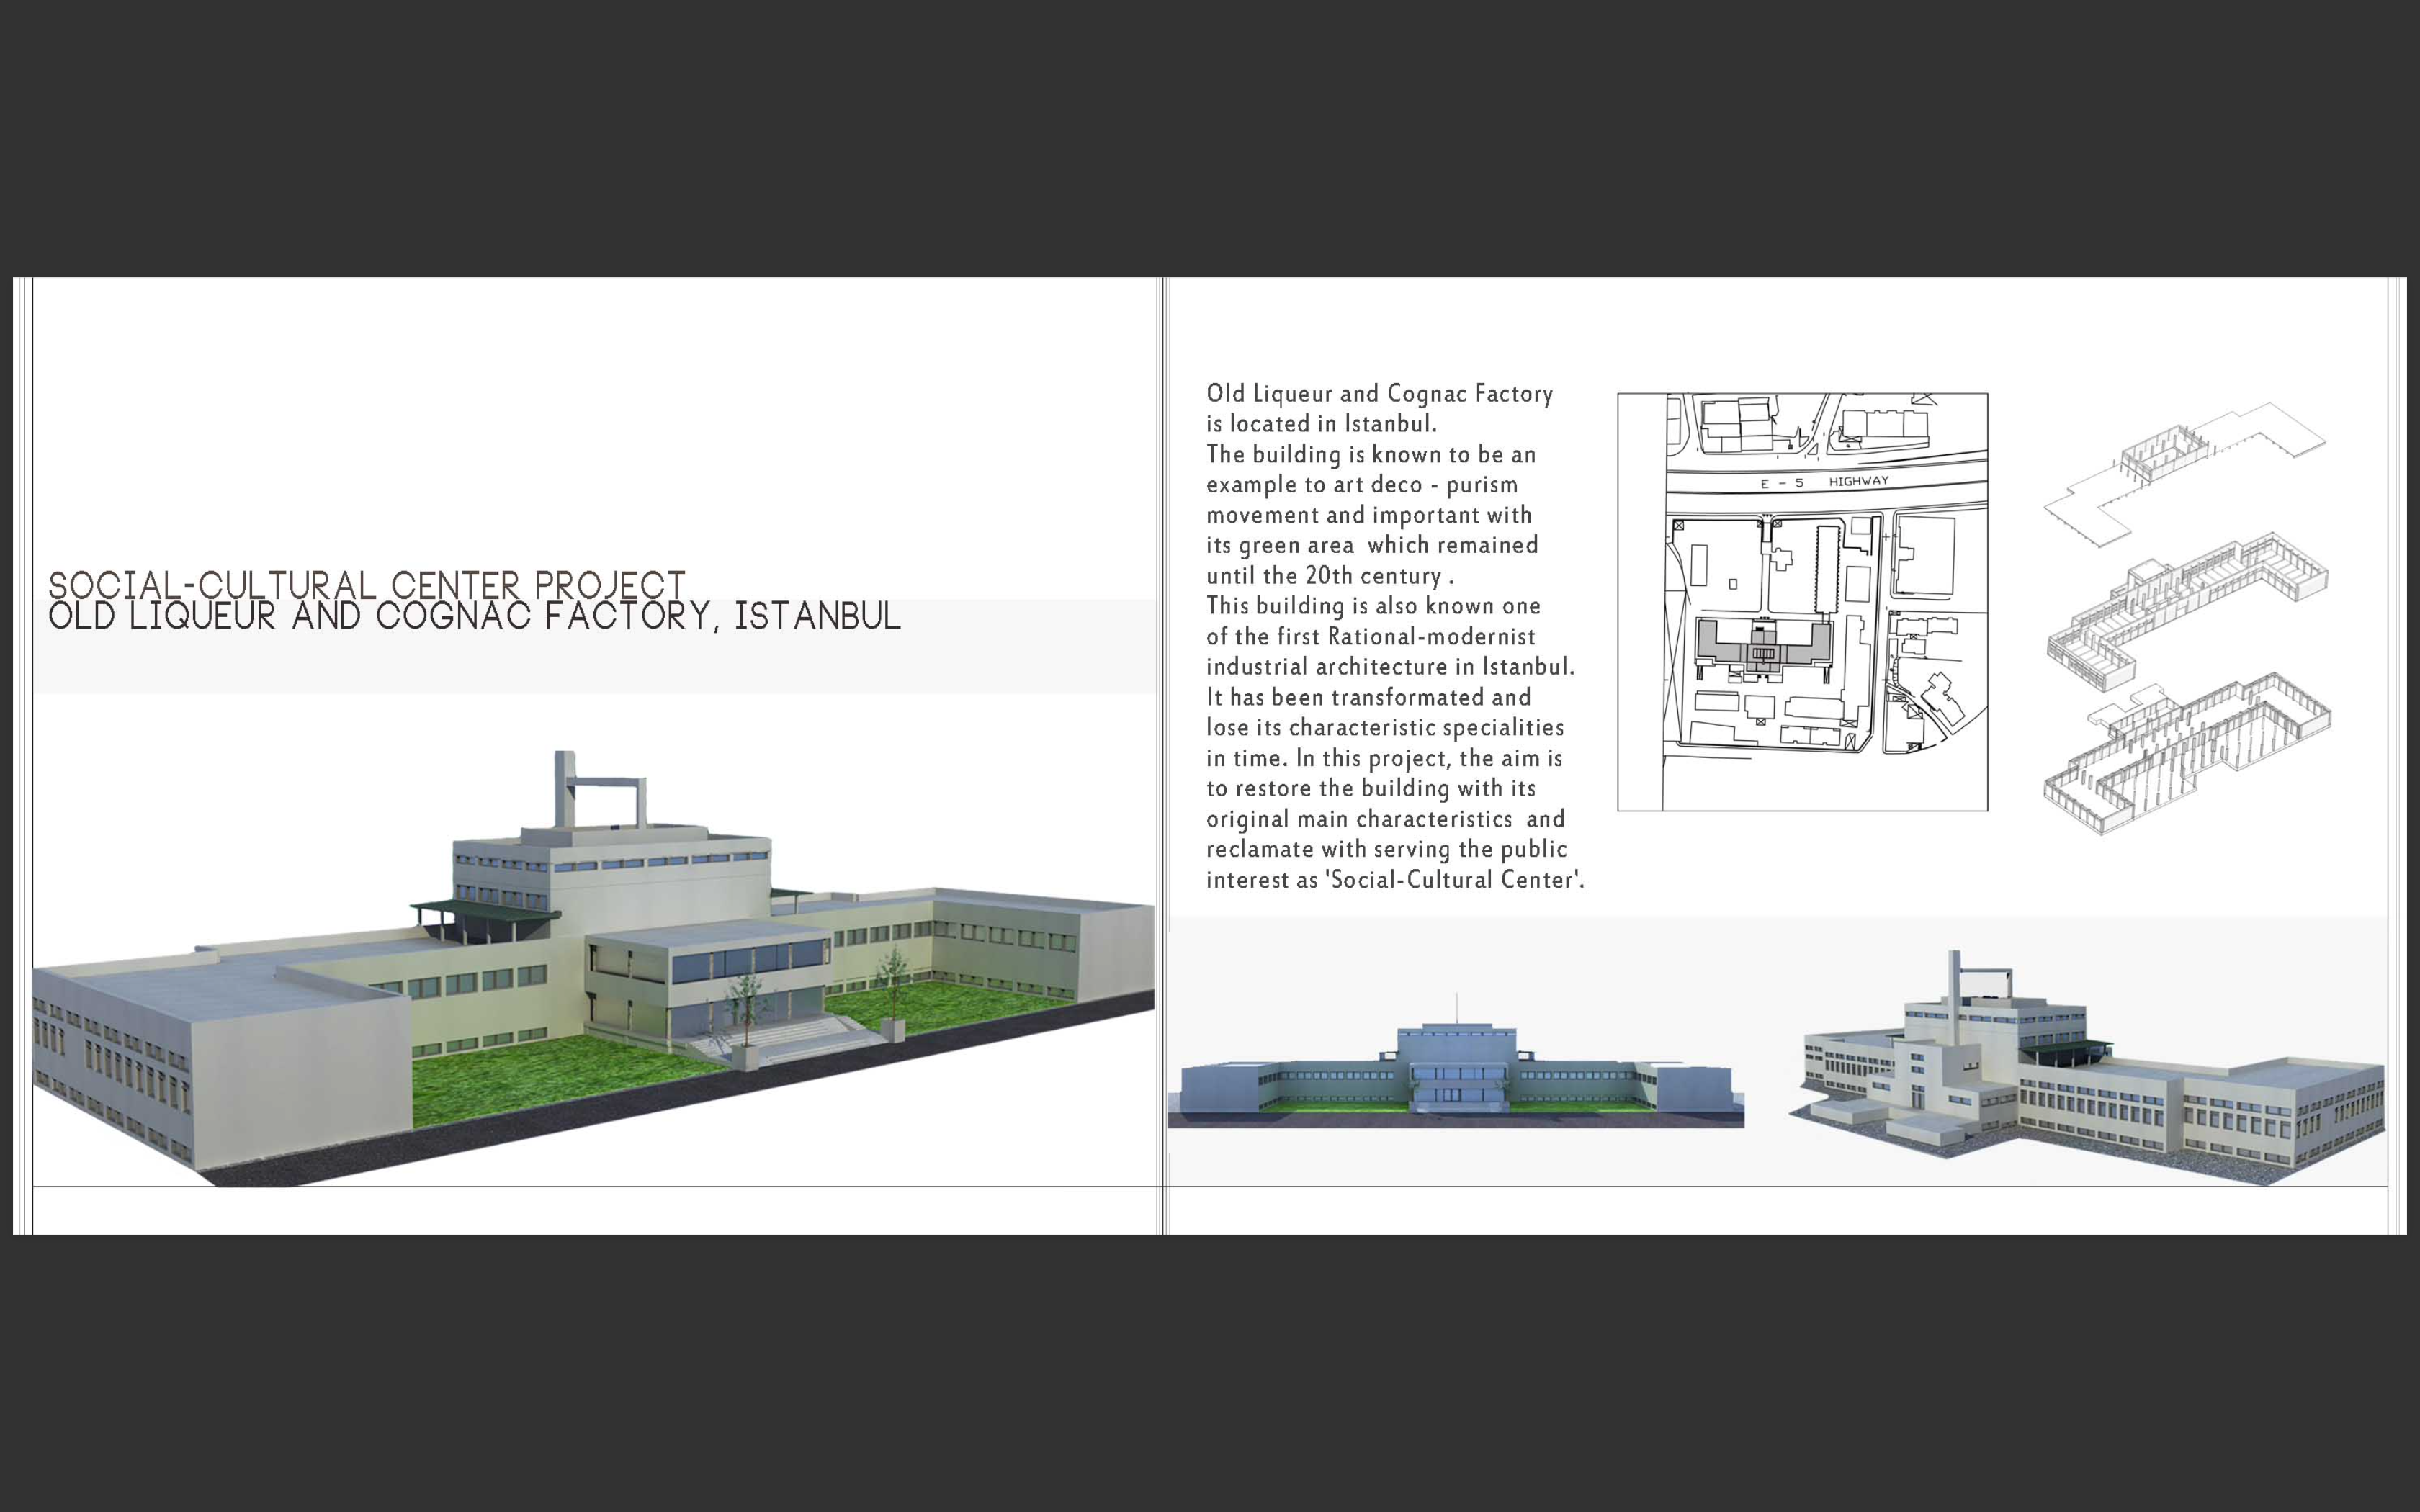 SOCIAL-CULTURAL CENTER PROJECT
OLD LIQUEUR AND COGNAC FACTORY, ISTANBUL
Old Liqueur and Cognac Factory
is located in Istanbul.
The building is known to be an
example to art deco - purism
movement and important with
its green area which remained
until the 20th century .
This building is also known one
of the first Rational-modernist
industrial architecture in Istanbul.
It has been transformated and
lose its characteristic specialities
in time. In this project, the aim is
to restore the building with its
original main characteristics and
reclamate with serving the public
interest as 'Social-Cultural Center'.
E - 5 HIGHWAY